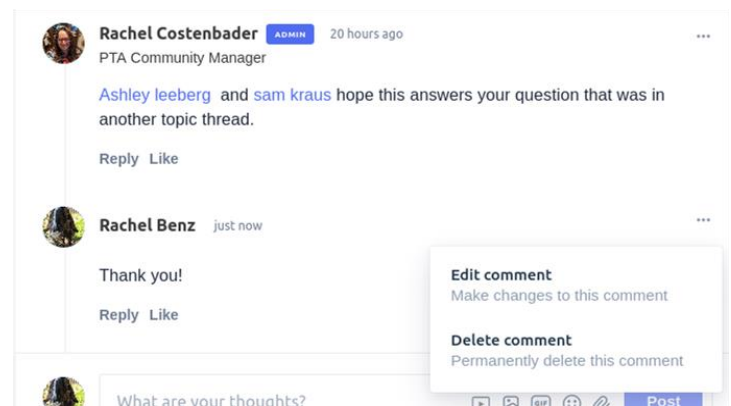 Rachel Costenbader ADMIN 20 hours ago
PTA Community Manager
Ashley leeberg and sam kraus hope this answers your question that was in
another topic thread.
Reply Like
Rachel Benz just now
Thank you!
Reply Like
Edit comment
Make changes to this comment
Delete comment
Permanently delete this comment
What are your thoughts? GIF Post